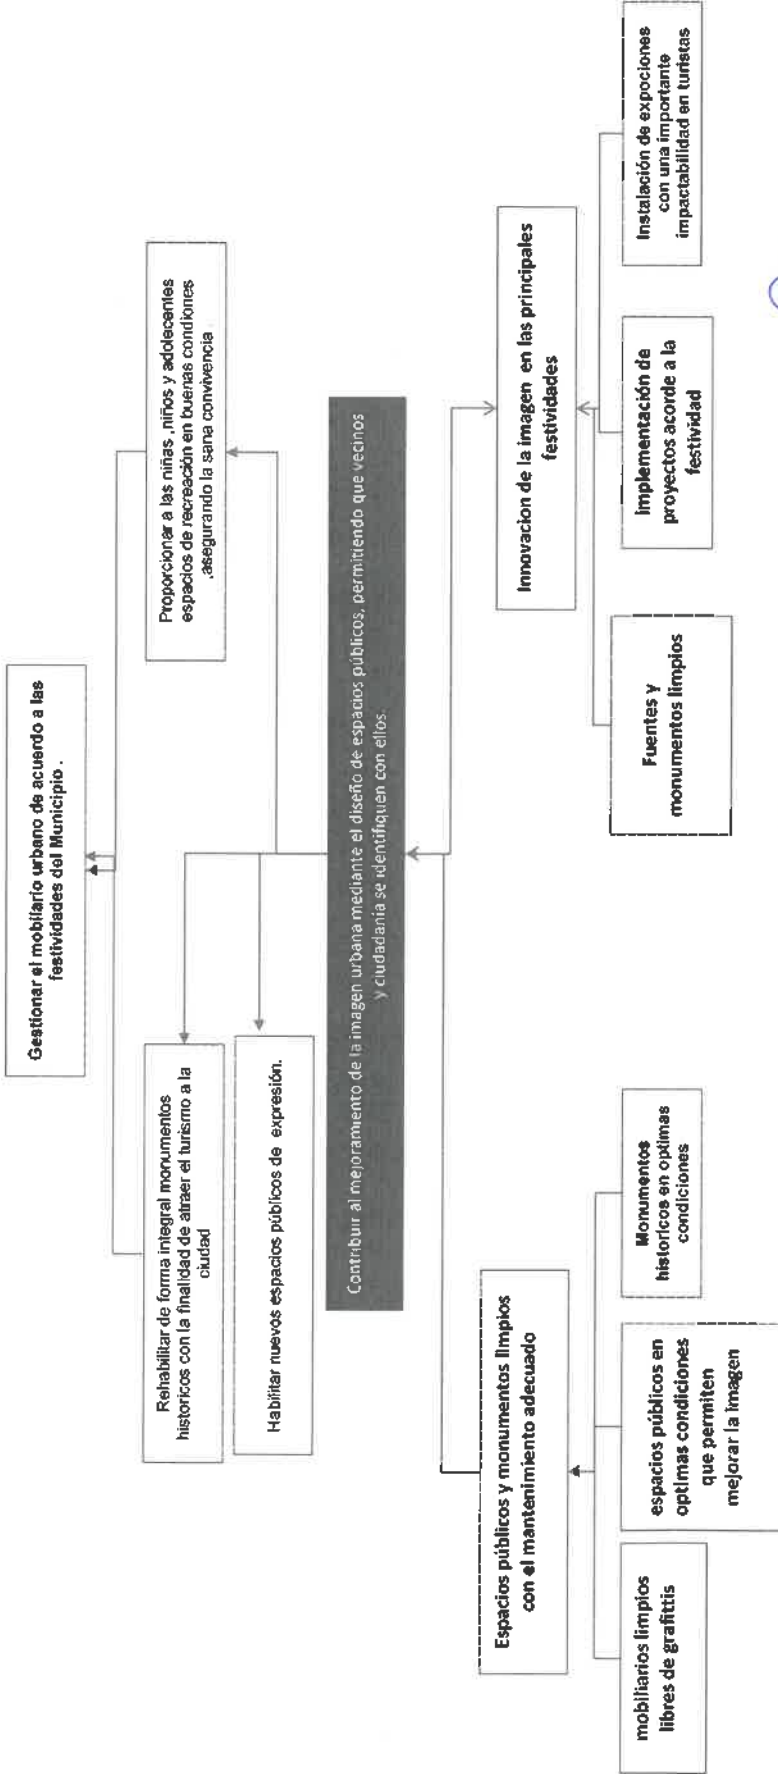 Gestionar el mobiliario urbano de acuerdo a las
festividades del Municipio .
Rehabilitar de forma integral monumentos
historicos con la finalidad de atraer el turismo a la
ciudad
Proporcionar a las niñas ,niños y adolecentes
espacios de recreación en buenas condiones
,asegurando la sana convivencia .
Habilitar nuevos espacios públicos de expresión.
Contribuir al mejoramiento de la imagen urbana mediante el diseño de espacios públicos, permitiendo que vecinos
y ciudadania se identifiquen con ellos.
Espacios públicos y monumentos limpios
con el mantenimiento adecuado
Innovacion de la imagen en las principales
festividades
mobiliarios limpios
libres de grafittis
espacios públicos en
optimas condiciones
que permiten
mejorar la imagen
Monumentos
historicos en optimas
condiciones
Fuentes y
monumentos limpios
Implementación de
proyectos acorde a la
festividad
Instalación de expociones
con una importante
impactabilidad en turistas